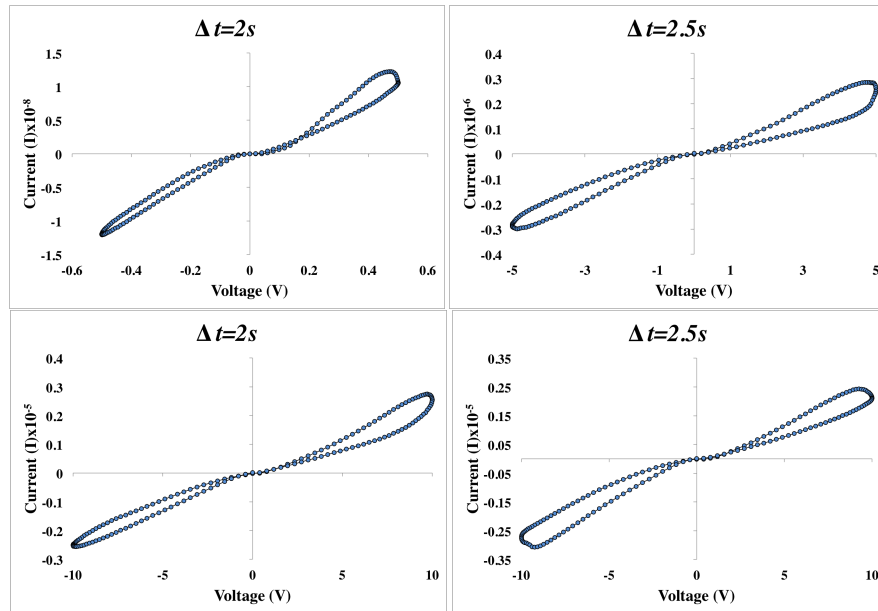 Δ t=2s
Current (I)x10-8
1.5
1
0.5
0
-0.5
-1
-1.5
-0.6 -0.4 -0.2 0 0.2 0.4 0.6
Voltage (V)
Δ t=2.5s
Current (I)x10-6
0.4
0.3
0.2
0.1
0
-0.1
-0.2
-0.3
-0.4
-5 -3 -1 1 3 5
Voltage (V)
Δ t=2s
Current (I)x10-5
0.4
0.3
0.2
0.1
0
-0.1
-0.2
-0.3
-10 -5 0 5 10
Voltage (V)
Δ t=2.5s
Current (I)x10-5
0.35
0.25
0.15
0.05
-0.05
-0.15
-0.25
-0.35
-10 -5 0 5 10
Voltage (V)